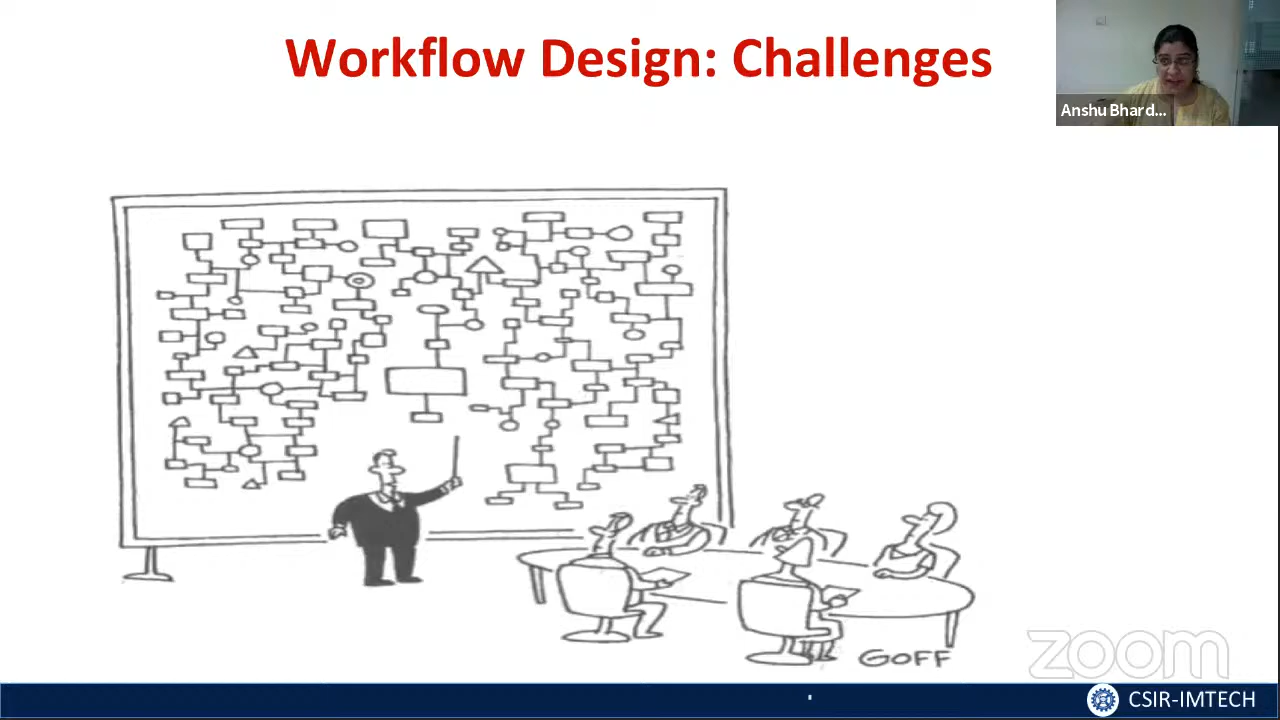 Workflow Design: Challenges
Anshu Bhard...
GOFF
zoom
CSIR-IMTECH